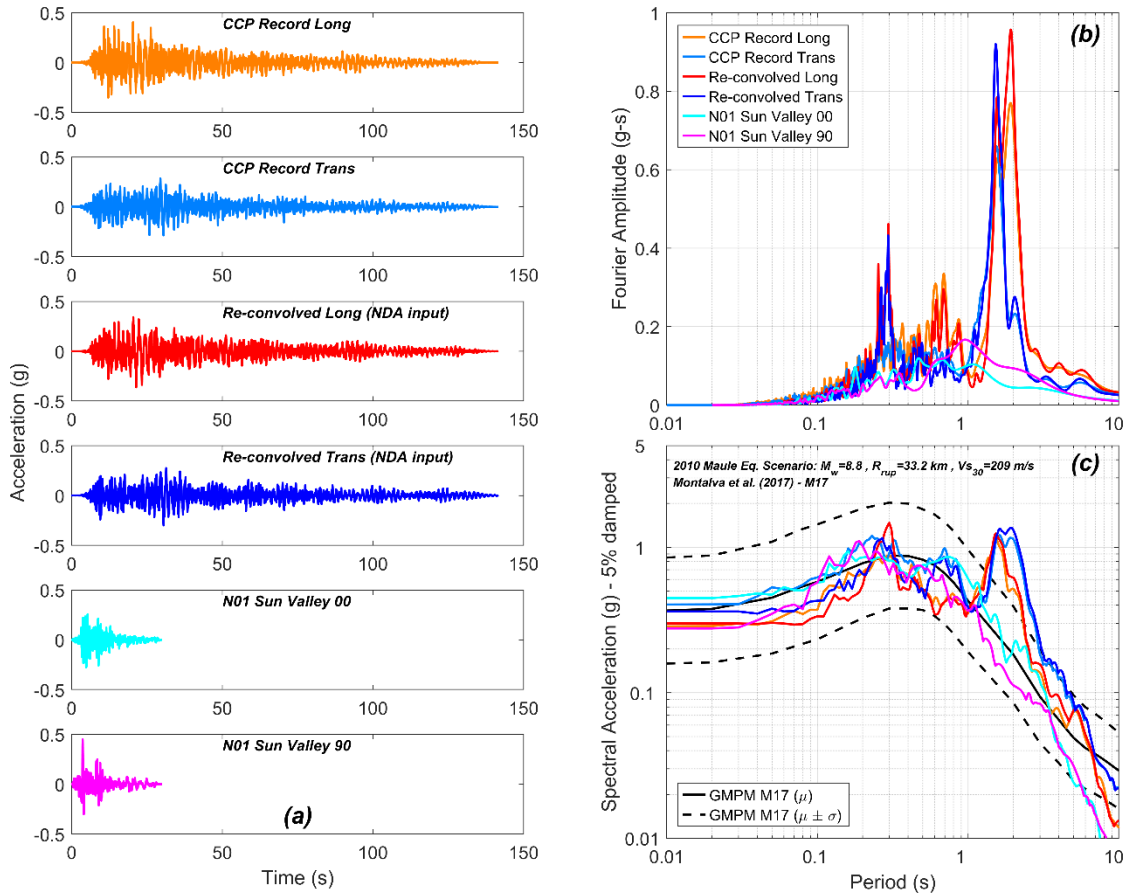 CCP Record Long
0.5
0
-0.5
0
50
100
150
CCP Record Trans
0.5
0
-0.5
0
50
100
150
Re-convolved Long (NDA input)
0.5
0
-0.5
0
50
100
150
Re-convolved Trans (NDA input)
0.5
0
-0.5
0
50
100
150
N01 Sun Valley 00
0.5
0
-0.5
0
50
100
150
N01 Sun Valley 90
0.5
0
-0.5
0
50
100
150
(a)
Acceleration (g)
Time (s)
(b)
CCP Record Long
CCP Record Trans
Re-convolved Long
Re-convolved Trans
N01 Sun Valley 00
N01 Sun Valley 90
1
0.8
0.6
0.4
0.2
0
0.01
0.1
1
10
Fourier Amplitude (g-s)
(c)
2010 Maule Eq. Scenario: Mw=8.8 , Rrup=33.2 km , Vs30=209 m/s
Montalva et al. (2017) - M17
5
1
0.1
0.01
GMPM M17 (μ)
GMPM M17 (μ ± σ)
0.01
0.1
1
10
Spectral Acceleration (g) - 5% damped
Period (s)